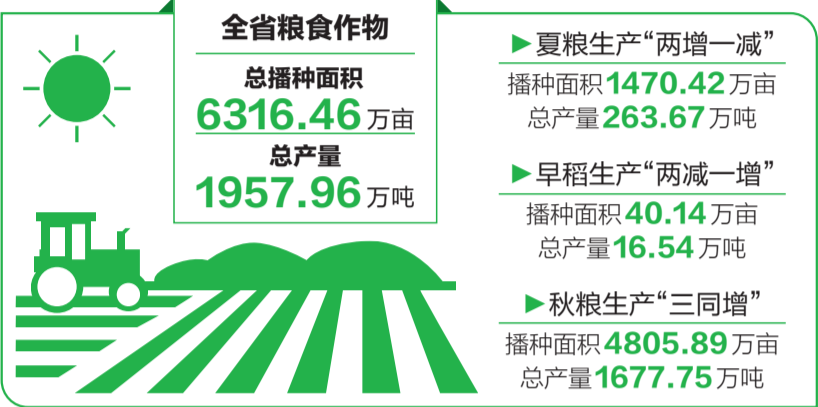 全省粮食作物
总播种面积
6316.46万亩
总产量
1957.96万吨
▶夏粮生产“两增一减”
播种面积1470.42万亩
总产量263.67万吨
▶早稻生产“两减一增”
播种面积40.14万亩
总产量16.54万吨
▶秋粮生产“三同增”
播种面积4805.89万亩
总产量1677.75万吨